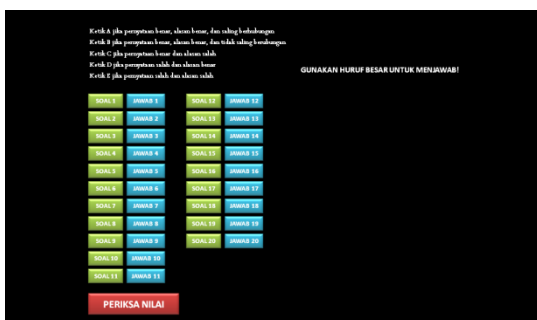 Ketik A jika pernyataan benar, alasan benar, dan saling berhubungan
Ketik B jika pernyataan benar, alasan benar, dan tidak saling berubungan
Ketik C jika pernyataan benar dan alasan salah
Ketik D jika pernyataan salah dan alasan benar
Ketik E jika pernyataan salah dan alasan salah
GUNAKAN HURUF BESAR UNTUK MENJAWAB!
SOAL 1 JAWAB 1 SOAL 12 JAWAB 12
SOAL 2 JAWAB 2 SOAL 13 JAWAB 13
SOAL 3 JAWAB 3 SOAL 14 JAWAB 14
SOAL 4 JAWAB 4 SOAL 15 JAWAB 15
SOAL 5 JAWAB 5 SOAL 16 JAWAB 16
SOAL 6 JAWAB 6 SOAL 17 JAWAB 17
SOAL 7 JAWAB 7 SOAL 18 JAWAB 18
SOAL 8 JAWAB 8 SOAL 19 JAWAB 19
SOAL 9 JAWAB 9 SOAL 20 JAWAB 20
SOAL 10 JAWAB 10
SOAL 11 JAWAB 11
PERIKSA NILAI